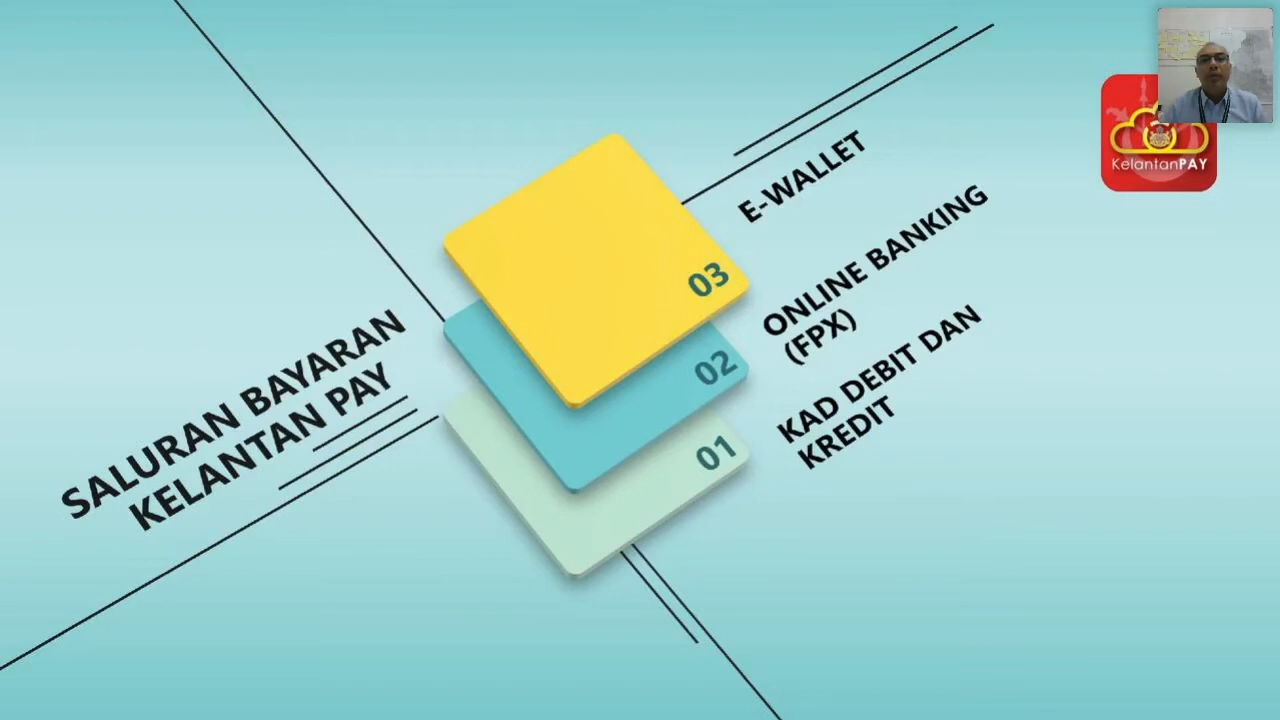 SALURAN BAYARAN
KELANTAN PAY
03
E-WALLET
02
ONLINE BANKING
(FPX)
01
KAD DEBIT DAN
KREDIT
KelantanPAY